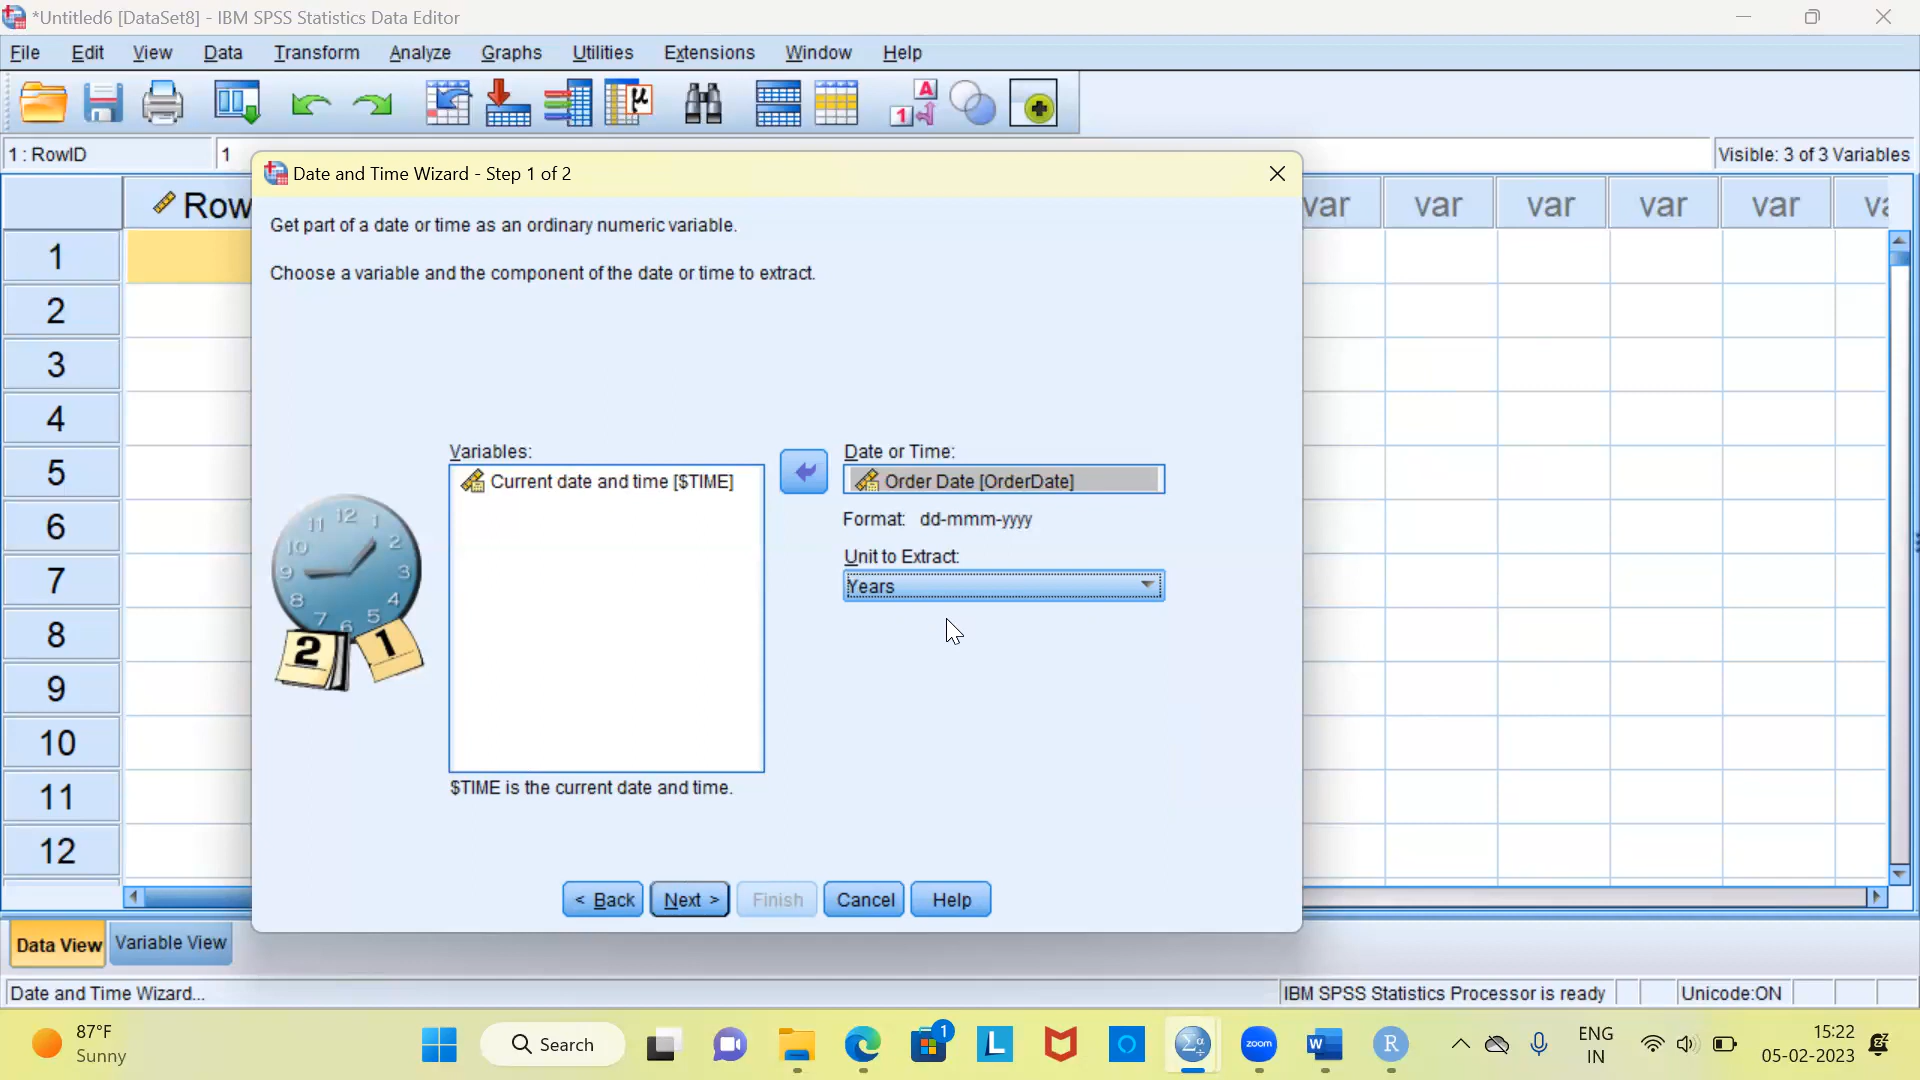 *Untitled6 [DataSet8] - IBM SPSS Statistics Data Editor
File Edit View Data Transform Analyze Graphs Utilities Extensions Window Help
1 : RowID
1
Visible: 3 of 3 Variables
Date and Time Wizard - Step 1 of 2
Row
var var var var var
1
2
3
4
5
6
7
8
9
10
11
12
Get part of a date or time as an ordinary numeric variable.
Choose a variable and the component of the date or time to extract.
Variables:
Current date and time [$TIME]
$TIME is the current date and time.
Date or Time:
Order Date [OrderDate]
Format: dd-mmm-yyyy
Unit to Extract:
Years
< Back Next > Finish Cancel Help
Data View Variable View
Date and Time Wizard...
IBM SPSS Statistics Processor is ready
Unicode:ON
87°F
Sunny
Search
1
L
zoom
W
R
ENG
IN
15:22
05-02-2023